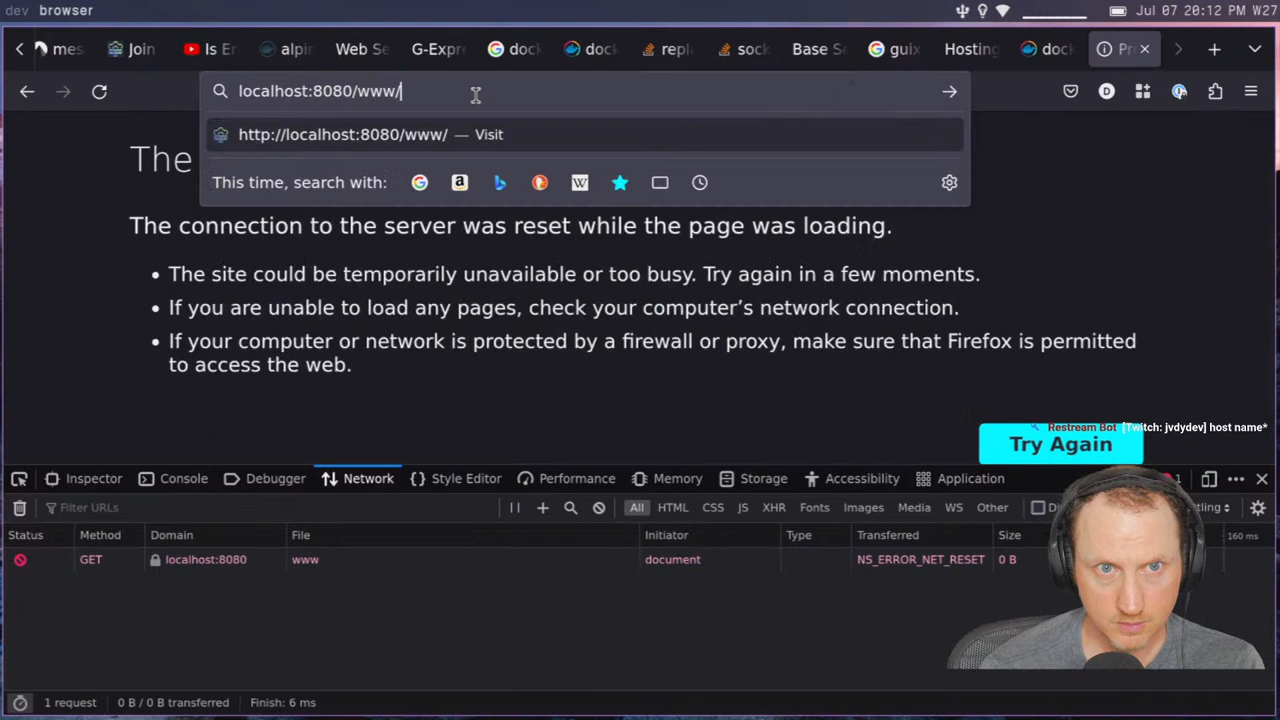 dev browser
Jul 07 20:12 W27
mes
Join
Is En
alpin
Web Se
G-Expre
dock
dock
repla
sock
Base Se
guix
Hosting
dock
Pr
localhost:8080/www/
http://localhost:8080/www/ — Visit
This time, search with:
The
The connection to the server was reset while the page was loading.
The site could be temporarily unavailable or too busy. Try again in a few moments.
If you are unable to load any pages, check your computer's network connection.
If your computer or network is protected by a firewall or proxy, make sure that Firefox is permitted
to access the web.
Restream Bot [Twitch: jvdydev] host name*
Try Again
Inspector Console Debugger Network Style Editor Performance Memory Storage Accessibility Application 1
Filter URLs
All HTML CSS JS XHR Fonts Images Media WS Other
Status Method Domain File Initiator Type Transferred Size 160 ms
GET localhost:8080 www document NS_ERROR_NET_RESET 0 B
1 request 0 B / 0 B transferred Finish: 6 ms